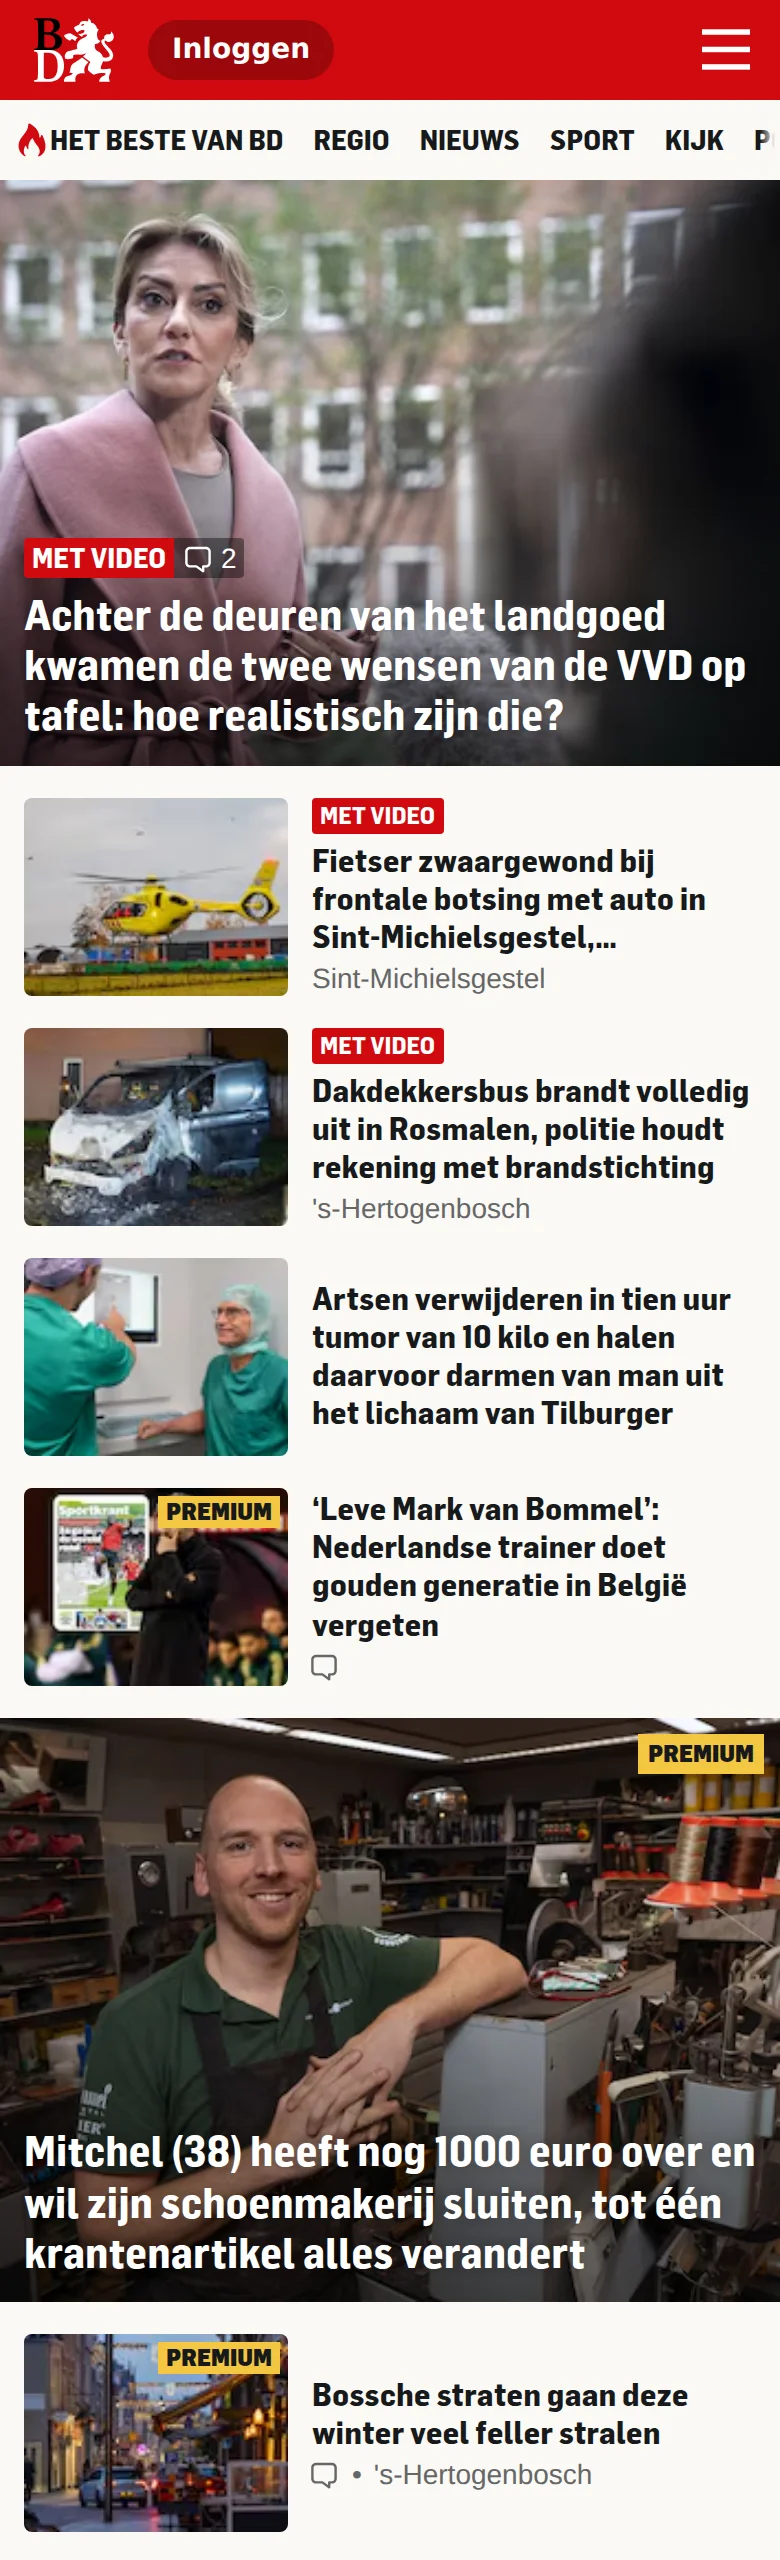 BD
Inloggen
HET BESTE VAN BD REGIO NIEUWS SPORT KIJK
MET VIDEO 2
Achter de deuren van het landgoed
kwamen de twee wensen van de VVD op
tafel: hoe realistisch zijn die?
MET VIDEO
Fietser zwaargewond bij
frontale botsing met auto in
Sint-Michielsgestel,...
Sint-Michielsgestel
MET VIDEO
Dakdekkersbus brandt volledig
uit in Rosmalen, politie houdt
rekening met brandstichting
's-Hertogenbosch
Artsen verwijderen in tien uur
tumor van 10 kilo en halen
daarvoor darmen van man uit
het lichaam van Tilburger
Sportkrant
PREMIUM
‘Leve Mark van Bommel’:
Nederlandse trainer doet
gouden generatie in België
vergeten
PREMIUM
Mitchel (38) heeft nog 1000 euro over en
wil zijn schoenmakerij sluiten, tot één
krantenartikel alles verandert
PREMIUM
Bossche straten gaan deze
winter veel feller stralen
• 's-Hertogenbosch